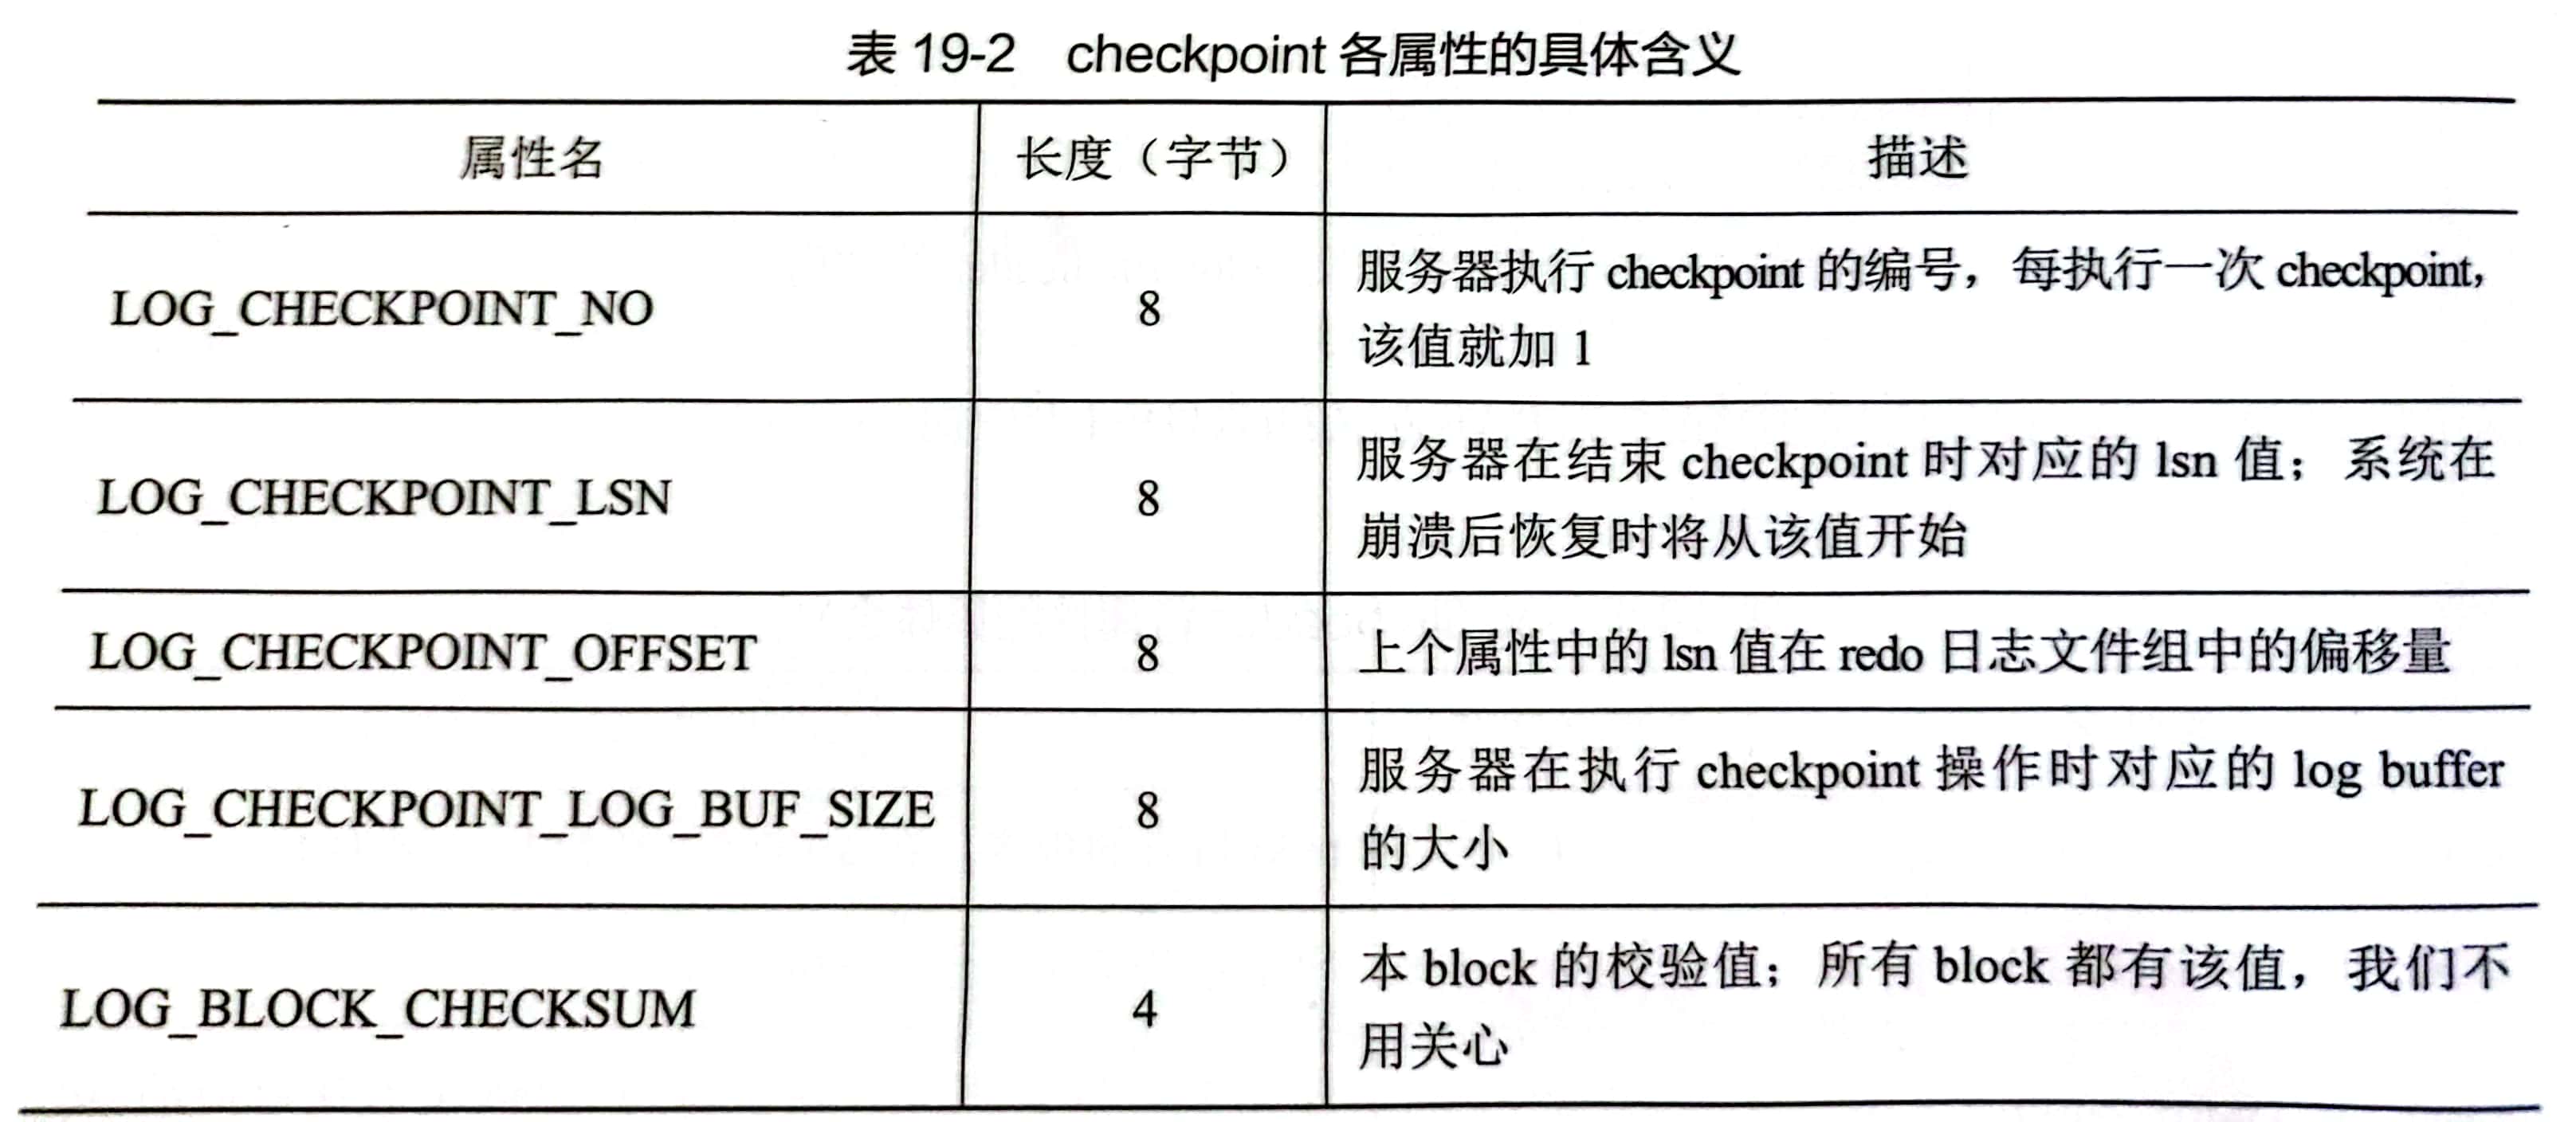 表 19-2 checkpoint 各属性的具体含义
属性名 长度（字节） 描述
LOG_CHECKPOINT_NO 8 服务器执行 checkpoint 的编号，每执行一次 checkpoint，
该值就加 1
LOG_CHECKPOINT_LSN 8 服务器在结束 checkpoint 时对应的 lsn 值；系统在
崩溃后恢复时将从该值开始
LOG_CHECKPOINT_OFFSET 8 上个属性中的 lsn 值在 redo 日志文件组中的偏移量
LOG_CHECKPOINT_LOG_BUF_SIZE 8 服务器在执行 checkpoint 操作时对应的 log buffer
的大小
LOG_BLOCK_CHECKSUM 4 本 block 的校验值；所有 block 都有该值，我们不
用关心